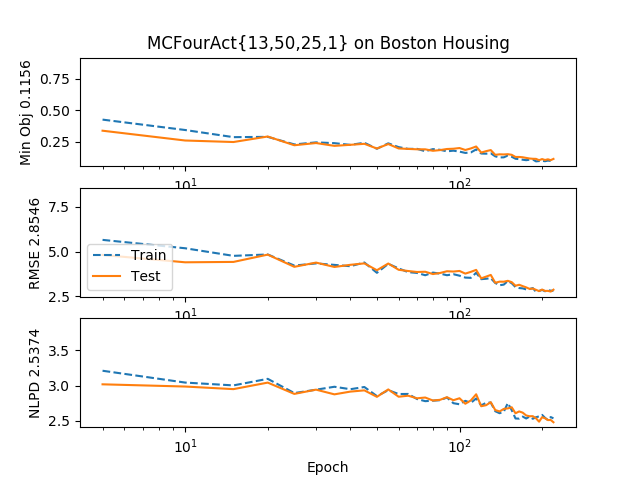 MCFourAct{13,50,25,1} on Boston Housing
Min Obj 0.1156
0.75
0.50
0.25
10¹
10²
RMSE 2.8546
7.5
5.0
2.5
Train
Test
10¹
10²
NLPD 2.5374
3.5
3.0
2.5
10¹
10²
Epoch